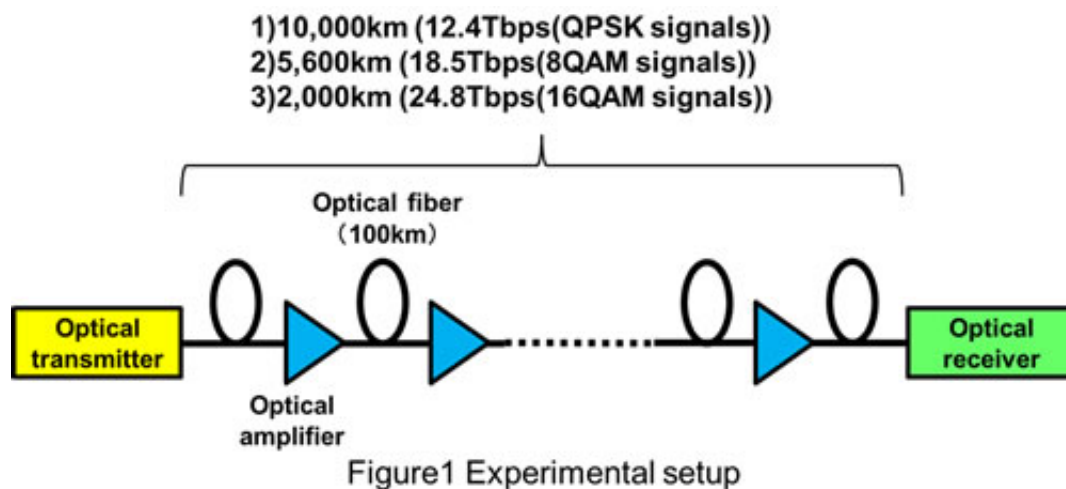 1)10,000km (12.4Tbps(QPSK signals))
2)5,600km (18.5Tbps(8QAM signals))
3)2,000km (24.8Tbps(16QAM signals))
Optical fiber
（100km）
Optical
transmitter
Optical
receiver
Optical
amplifier
Figure1 Experimental setup